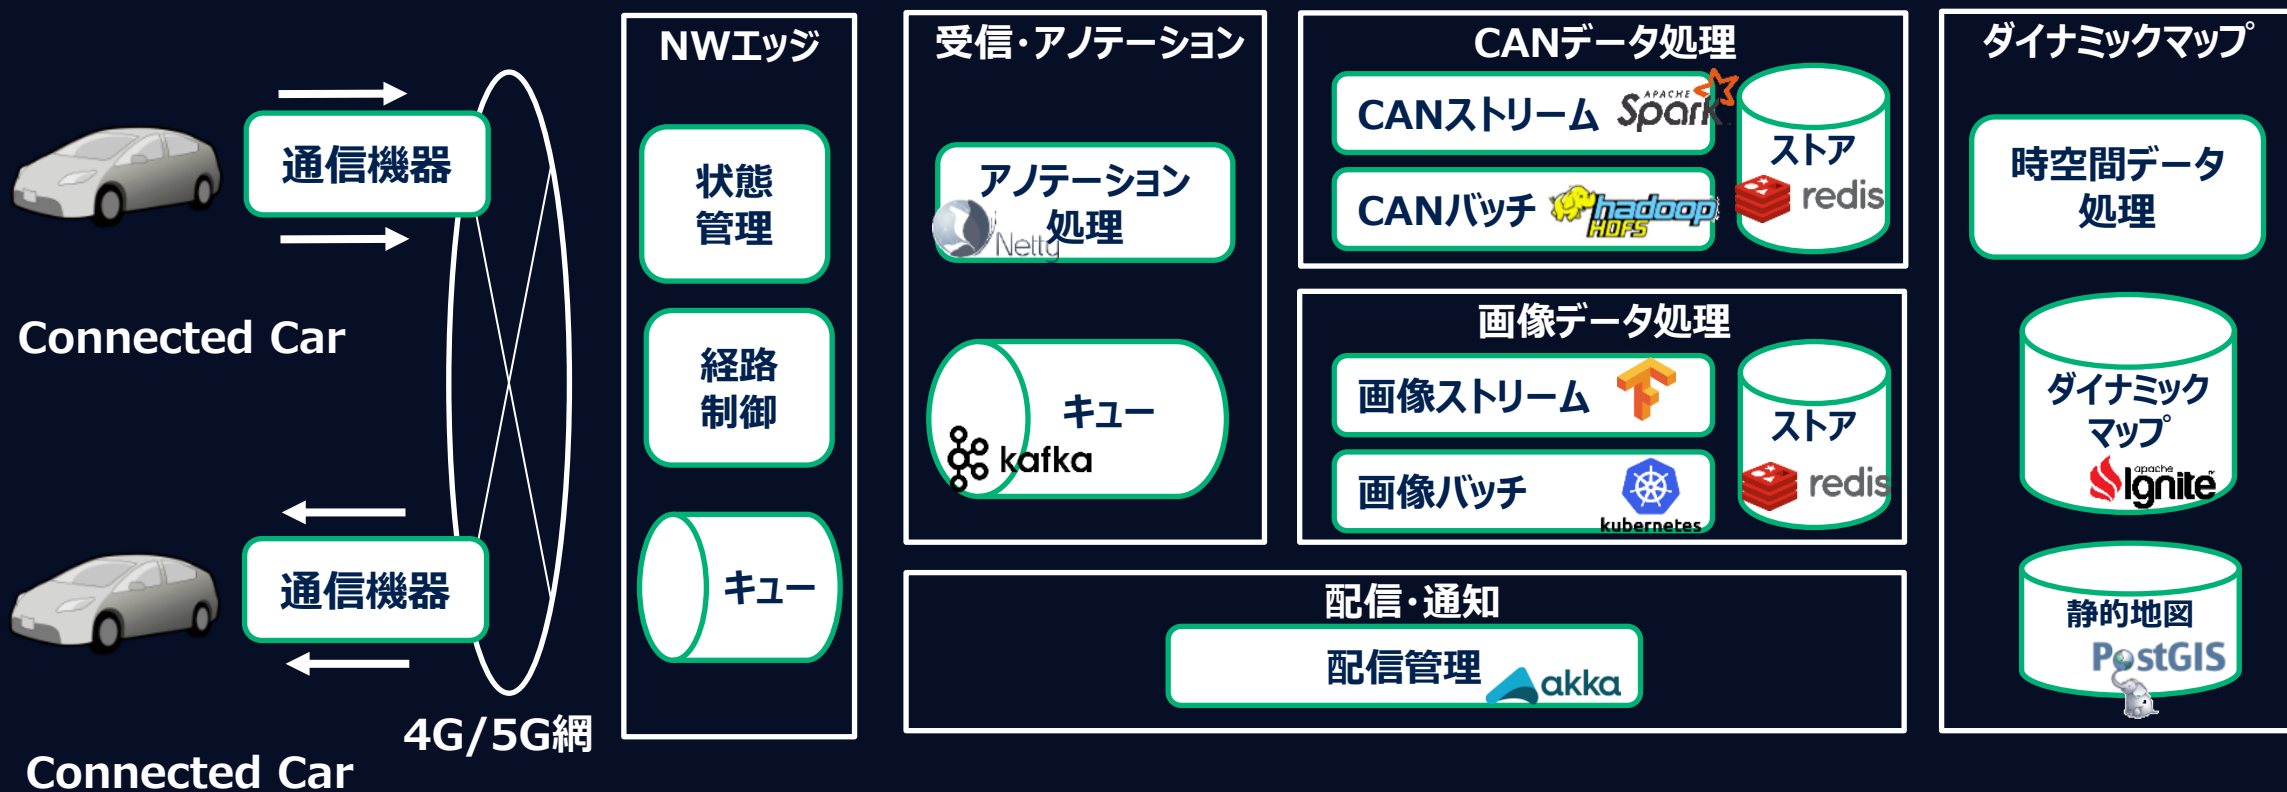 通信機器
Connected Car
通信機器
4G/5G網
Connected Car
NWエッジ
状態
管理
経路
制御
キュー
受信・アノテーション
アノテーション
処理
Netty
キュー
kafka
CANデータ処理
CANストリーム
APACHE
Spark
CANバッチ
hadoop
HDFS
ストア
redis
画像データ処理
画像ストリーム
画像バッチ
kubernetes
ストア
redis
配信・通知
配信管理
akka
ダイナミックマップ
時空間データ
処理
ダイナミック
マップ
apache
Ignite
静的地図
PostGIS